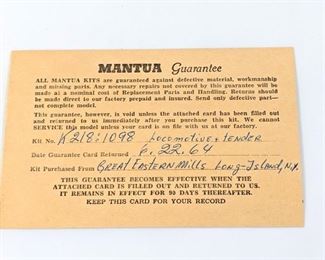 MANTUA Guarantee
ALL MANTUA KITS are guaranteed against defective material, workmanship
and missing parts. Any necessary repairs not covered by this guarantee will be
made at a nominal cost of Replacement Parts and Handling. Returns should
be made direct to our factory prepaid and insured. Send only defective part—
not complete model.
This guarantee, however, is void unless the attached card has been filled out
and returned to us immediately after you purchase this kit. We cannot
SERVICE this model unless your card is on file with us at our factory.
Kit No. K218:1098 Locomotive & tender
Date Guarantee Card Returned 6.22.64
Kit Purchased From Great Eastern Mills Long-Island, N.Y.
THIS GUARANTEE BECOMES EFFECTIVE WHEN THE
ATTACHED CARD IS FILLED OUT AND RETURNED TO US.
IT REMAINS IN EFFECT FOR 90 DAYS THEREAFTER.
KEEP THIS CARD FOR YOUR RECORD